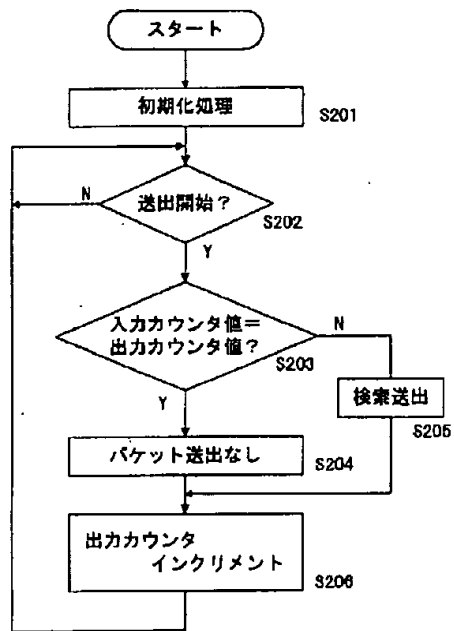 スタート
初期化処理
S201
送出開始？
N
S202
Y
入力カウンタ値＝
出力カウンタ値？
N
S203
Y
検索送出
S205
パケット送出なし
S204
出力カウンタ
インクリメント
S206